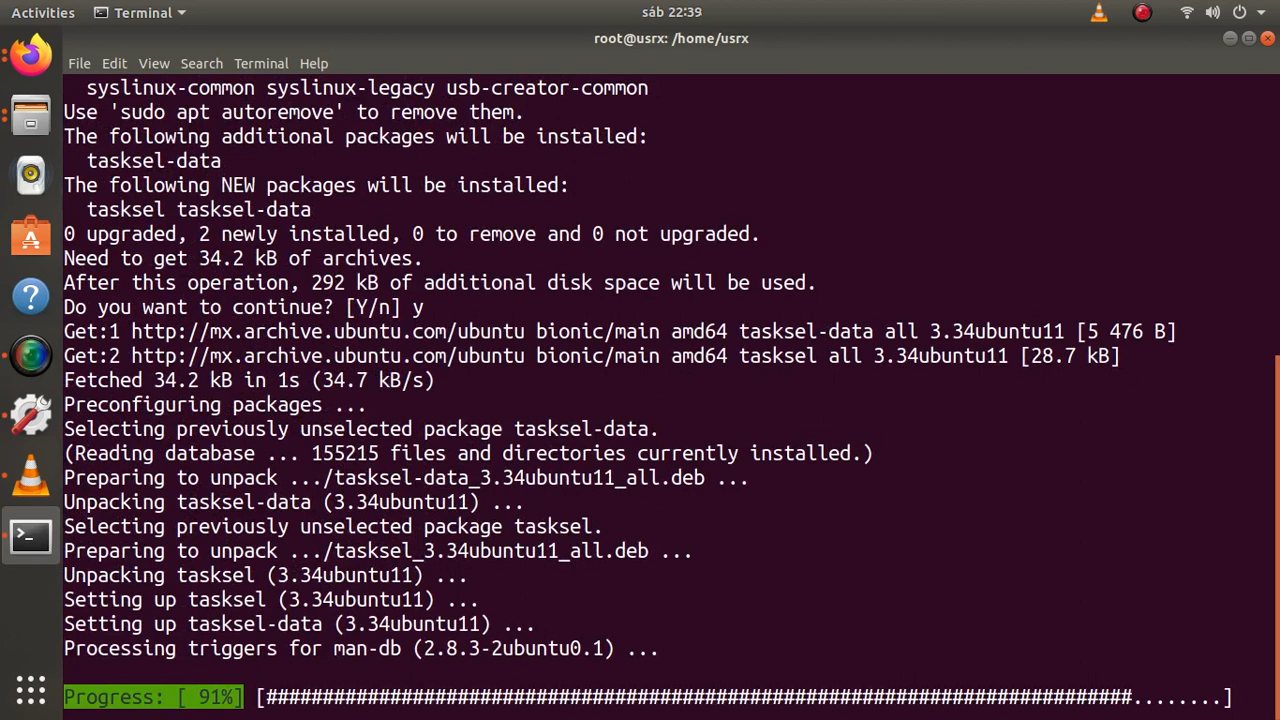 Activities Terminal sáb 22:39
root@usrx: /home/usrx
File Edit View Search Terminal Help
syslinux-common syslinux-legacy usb-creator-common
Use 'sudo apt autoremove' to remove them.
The following additional packages will be installed:
tasksel-data
The following NEW packages will be installed:
tasksel tasksel-data
0 upgraded, 2 newly installed, 0 to remove and 0 not upgraded.
Need to get 34.2 kB of archives.
After this operation, 292 kB of additional disk space will be used.
Do you want to continue? [Y/n] y
Get:1 http://mx.archive.ubuntu.com/ubuntu bionic/main amd64 tasksel-data all 3.34ubuntu11 [5 476 B]
Get:2 http://mx.archive.ubuntu.com/ubuntu bionic/main amd64 tasksel all 3.34ubuntu11 [28.7 kB]
Fetched 34.2 kB in 1s (34.7 kB/s)
Preconfiguring packages ...
Selecting previously unselected package tasksel-data.
(Reading database ... 155215 files and directories currently installed.)
Preparing to unpack .../tasksel-data_3.34ubuntu11_all.deb ...
Unpacking tasksel-data (3.34ubuntu11) ...
Selecting previously unselected package tasksel.
Preparing to unpack .../tasksel_3.34ubuntu11_all.deb ...
Unpacking tasksel (3.34ubuntu11) ...
Setting up tasksel (3.34ubuntu11) ...
Setting up tasksel-data (3.34ubuntu11) ...
Processing triggers for man-db (2.8.3-2ubuntu0.1) ...
Progress: [ 91%] [#############################################################################........]